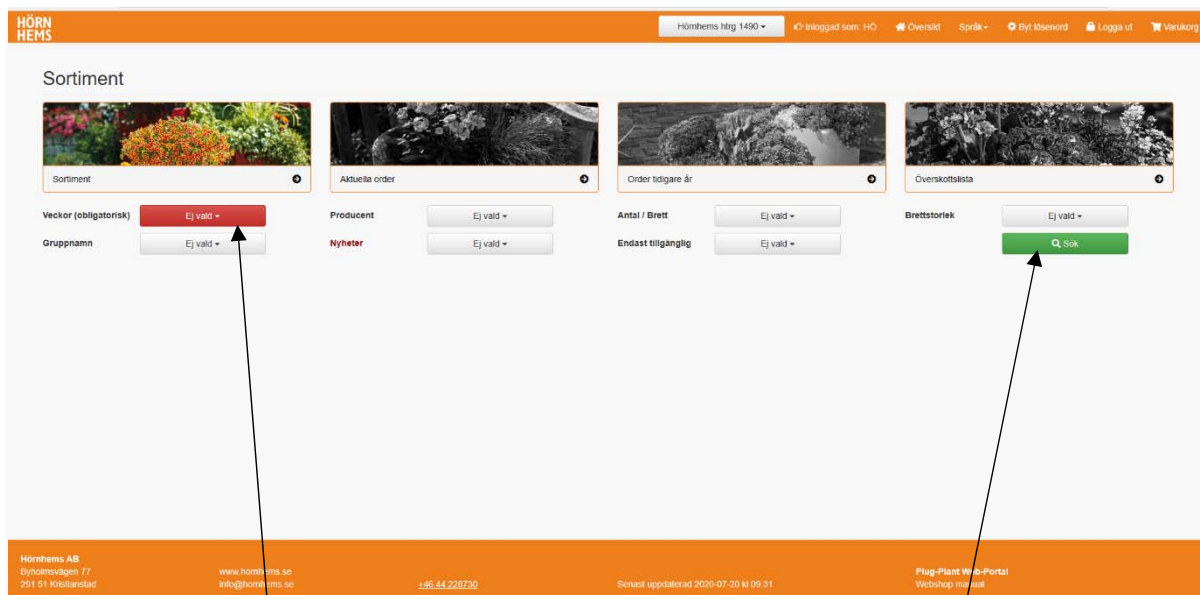 HÖRN
HEMS
Hörnhems htrg 1490
Inloggad som: HO
Översikt
Språk
Byt lösenord
Logga ut
Varukorg
Sortiment
Sortiment
Aktuella order
Order tidigare år
Överskottslista
Veckor (obligatorisk) Ej vald
Producent Ej vald
Antal / Brett Ej vald
Brettstorlek Ej vald
Gruppnamn Ej vald
Nyheter Ej vald
Endast tillgänglig Ej vald
Sök
Hörnhems AB
Byholmsvägen 77
291 51 Kristianstad
www.hornhems.se
info@hornhems.se
+46 44 228730
Senast uppdaterad 2020-07-20 kl.09.31
Plug-Plant Web-Portal
Webshop manual